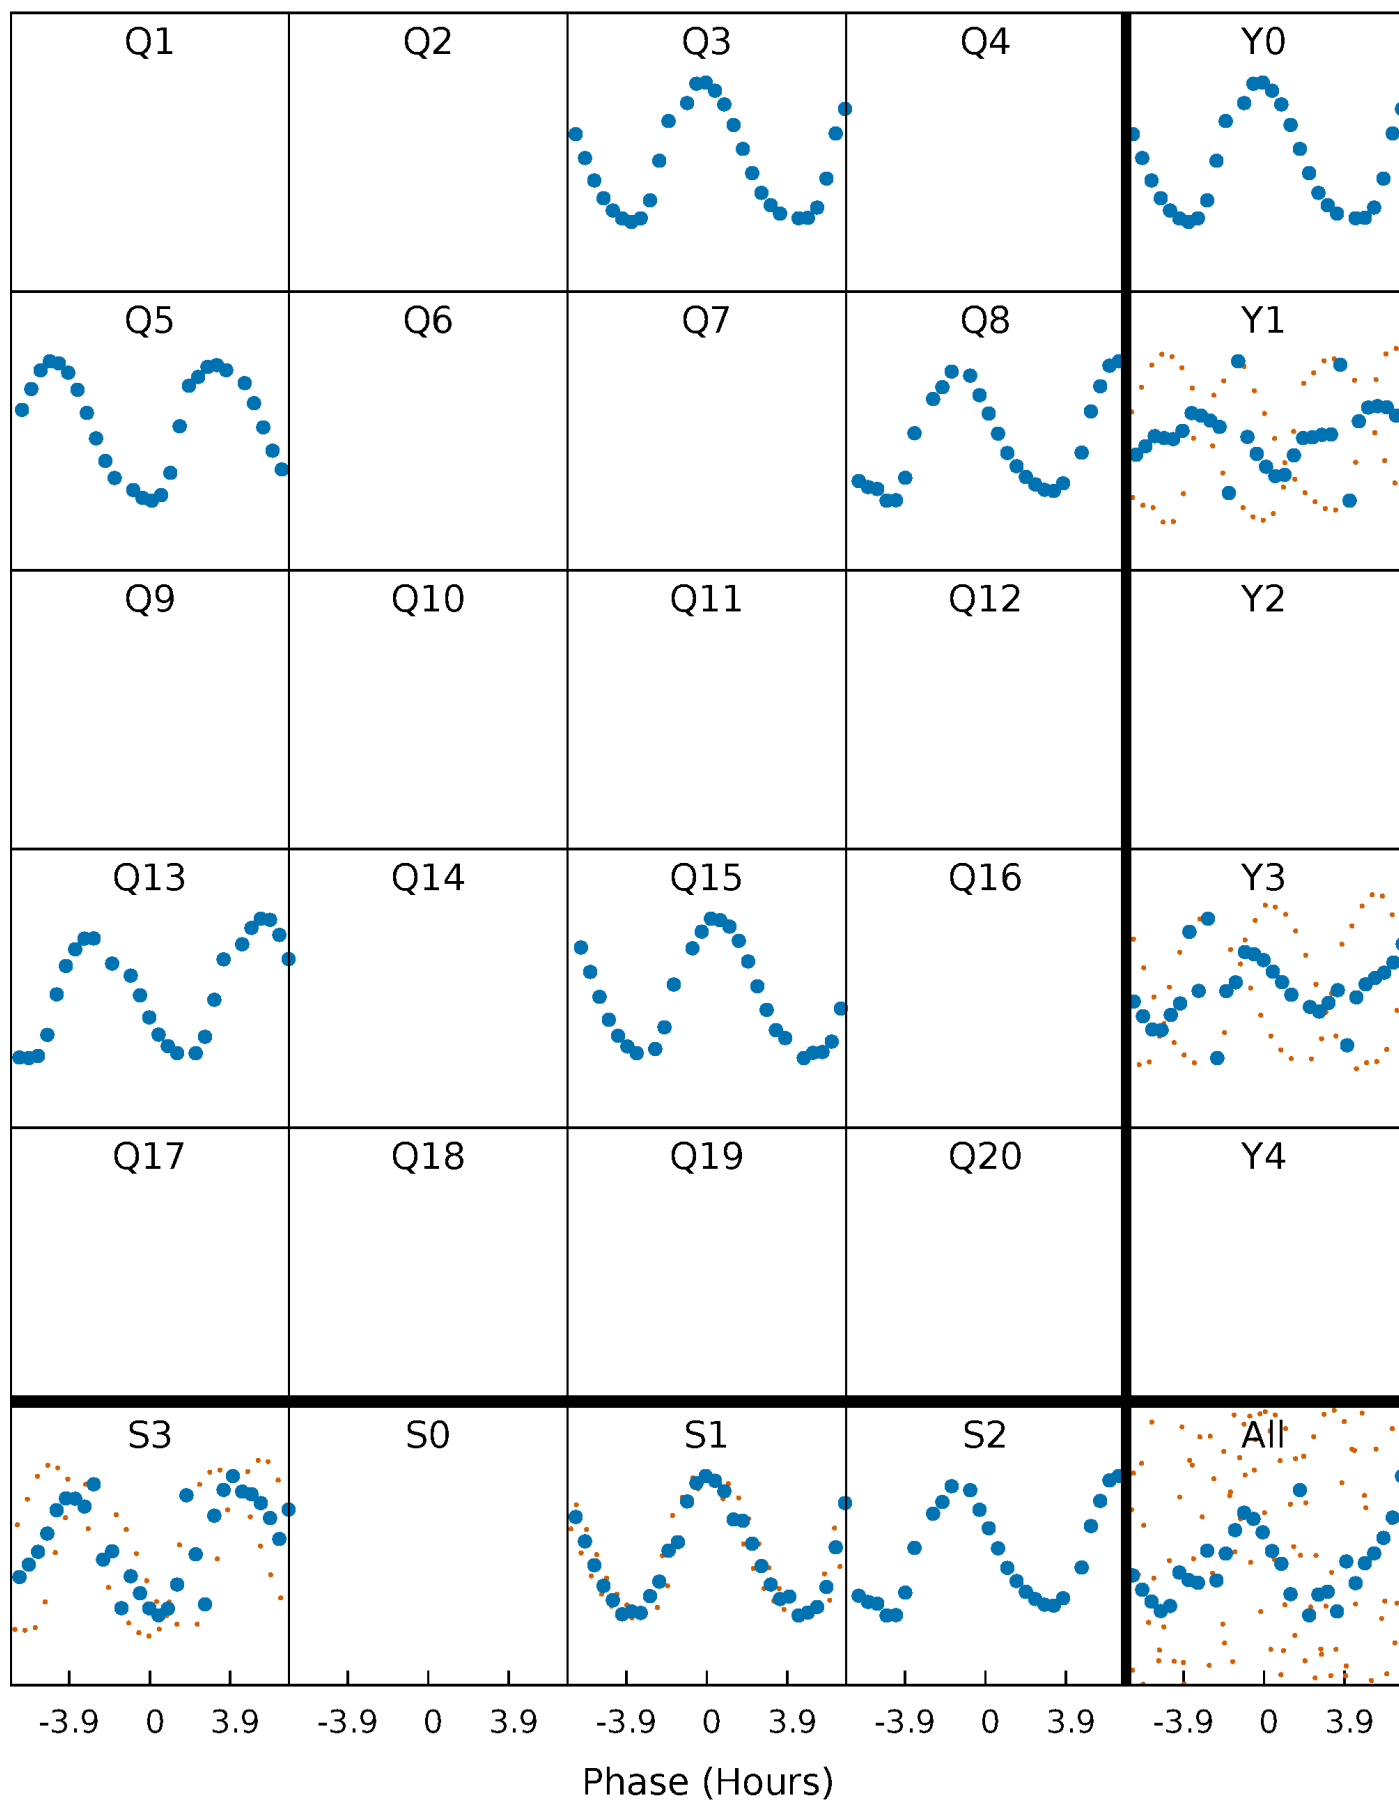 Q1 Q2 Q3 Q4 Y0
Q5 Q6 Q7 Q8 Y1
Q9 Q10 Q11 Q12 Y2
Q13 Q14 Q15 Q16 Y3
Q17 Q18 Q19 Q20 Y4
S3 S0 S1 S2 All
-3.9 0 3.9 -3.9 0 3.9 -3.9 0 3.9 -3.9 0 3.9 -3.9 0 3.9
Phase (Hours)